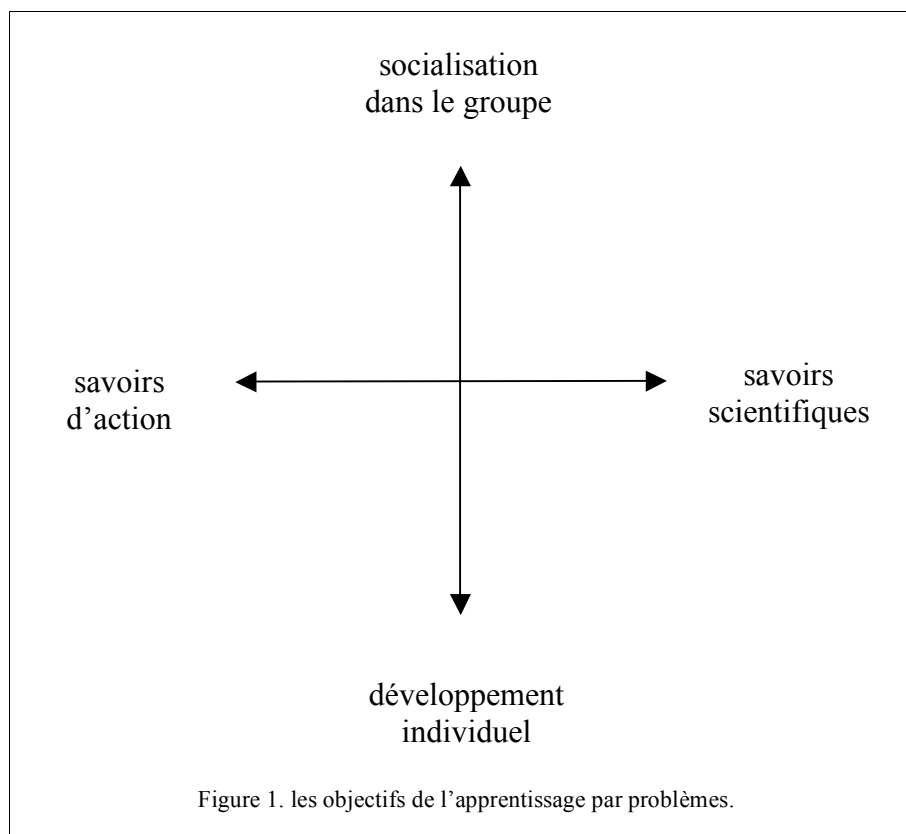 socialisation
dans le groupe
savoirs
d’action
savoirs
scientifiques
développement
individuel
Figure 1. les objectifs de l’apprentissage par problèmes.